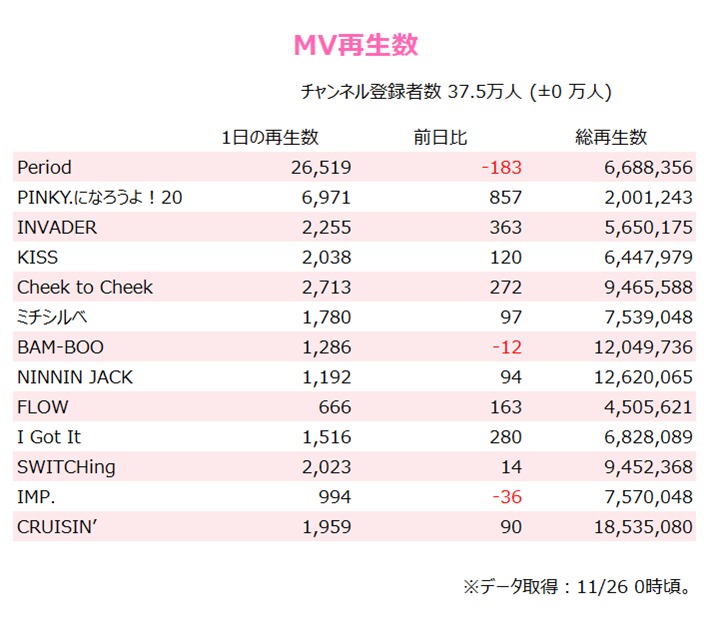 MV再生数
チャンネル登録者数 37.5万人 (±0 万人)
1日の再生数 前日比 総再生数
Period 26,519 -183 6,688,356
PINKY.になろうよ！20 6,971 857 2,001,243
INVADER 2,255 363 5,650,175
KISS 2,038 120 6,447,979
Cheek to Cheek 2,713 272 9,465,588
ミチシルベ 1,780 97 7,539,048
BAM-BOO 1,286 -12 12,049,736
NINNIN JACK 1,192 94 12,620,065
FLOW 666 163 4,505,621
I Got It 1,516 280 6,828,089
SWITCHing 2,023 14 9,452,368
IMP. 994 -36 7,570,048
CRUISIN’ 1,959 90 18,535,080
※データ取得：11/26 0時頃。